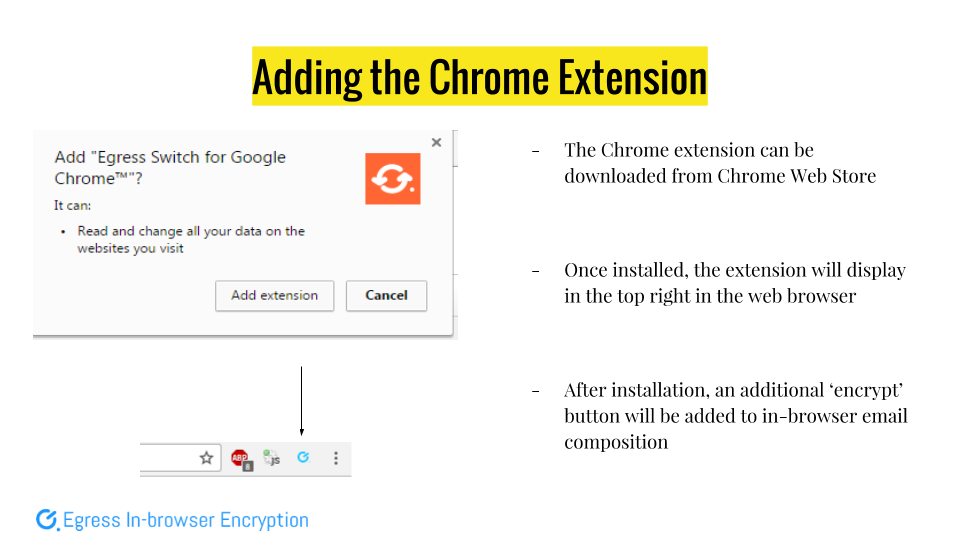 Adding the Chrome Extension
Add "Egress Switch for Google
Chrome™"?
It can:
• Read and change all your data on the
websites you visit
Add extension
Cancel
ABP
8
JS
- The Chrome extension can be
downloaded from Chrome Web Store
- Once installed, the extension will display
in the top right in the web browser
- After installation, an additional ‘encrypt’
button will be added to in-browser email
composition
Egress In-browser Encryption